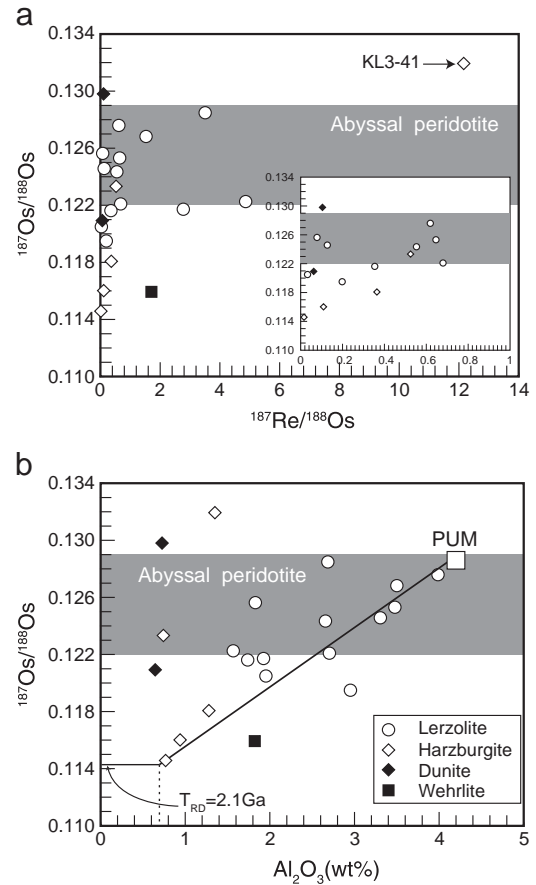 a
0.134
0.130
0.126
0.122
0.118
0.114
0.110
187Os/188Os
KL3-41
Abyssal peridotite
0.134
0.130
0.126
0.122
0.118
0.114
0.110
0 0.2 0.4 0.6 0.8 1
0 2 4 6 8 10 12 14
187Re/188Os
b
0.134
0.130
0.126
0.122
0.118
0.114
0.110
187Os/188Os
PUM
Abyssal peridotite
Lerzolite
Harzburgite
Dunite
Wehrlite
TRD=2.1Ga
0 1 2 3 4 5
Al2O3(wt%)